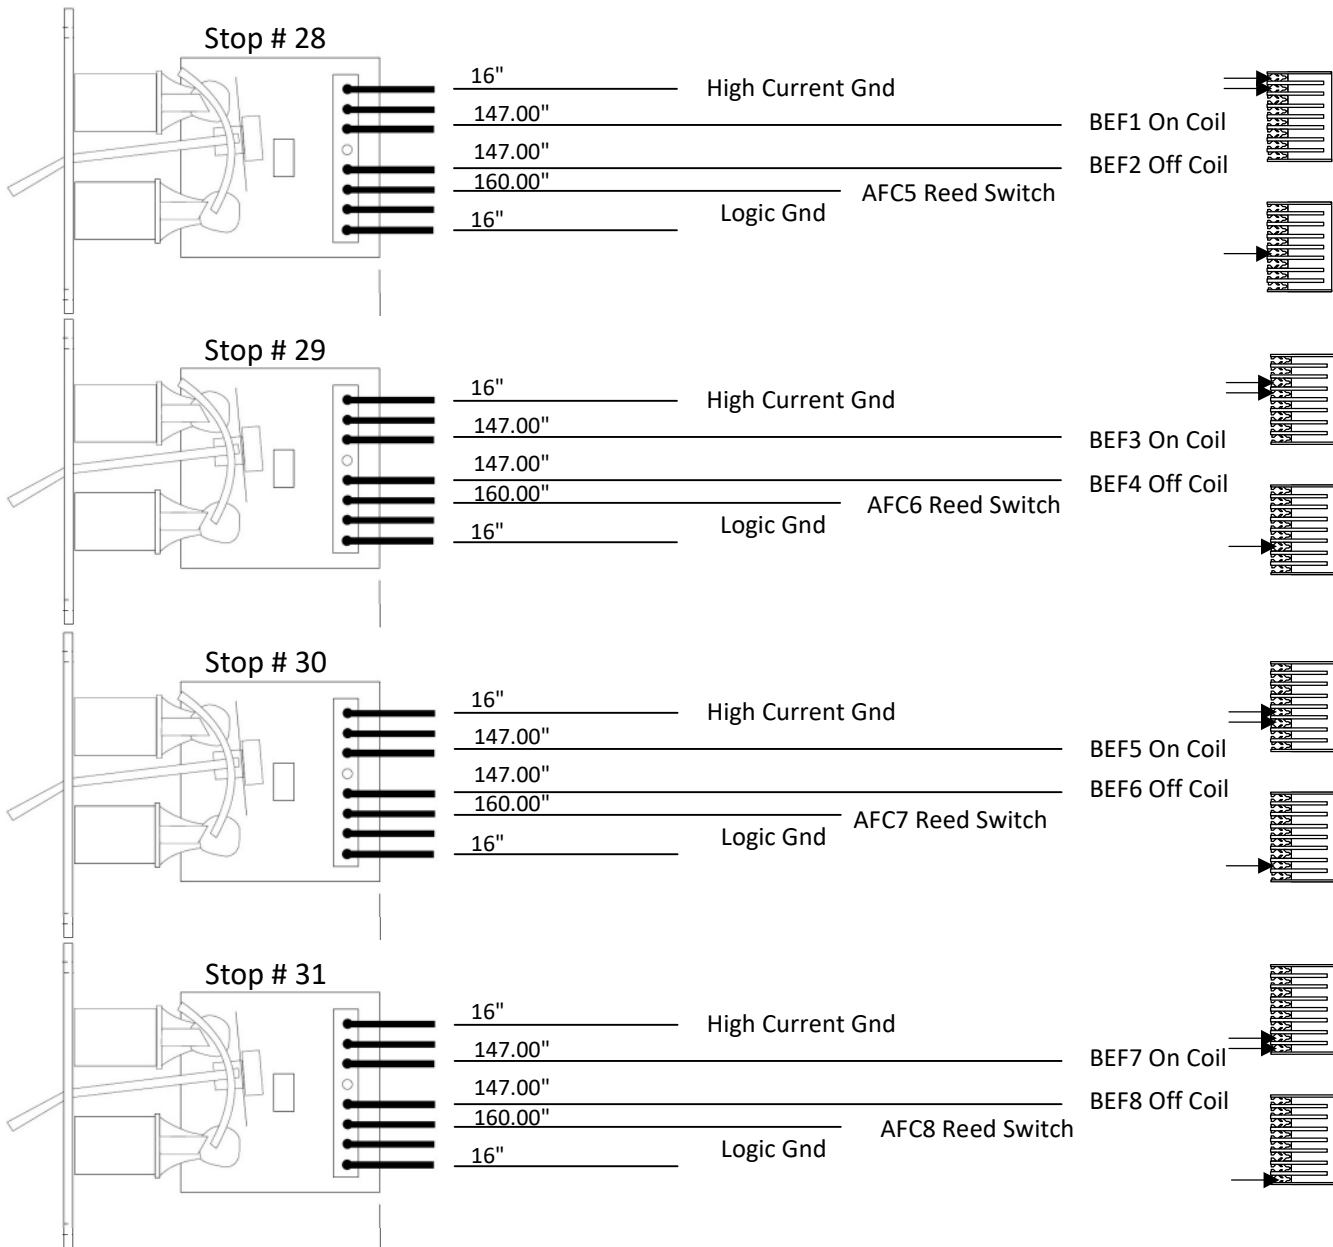 Stop # 28
16"
High Current Gnd
147.00"
BEF1 On Coil
147.00"
BEF2 Off Coil
160.00"
AFC5 Reed Switch
Logic Gnd
16"
Stop # 29
16"
High Current Gnd
147.00"
BEF3 On Coil
147.00"
BEF4 Off Coil
160.00"
AFC6 Reed Switch
Logic Gnd
16"
Stop # 30
16"
High Current Gnd
147.00"
BEF5 On Coil
147.00"
BEF6 Off Coil
160.00"
AFC7 Reed Switch
Logic Gnd
16"
Stop # 31
16"
High Current Gnd
147.00"
BEF7 On Coil
147.00"
BEF8 Off Coil
160.00"
AFC8 Reed Switch
Logic Gnd
16"